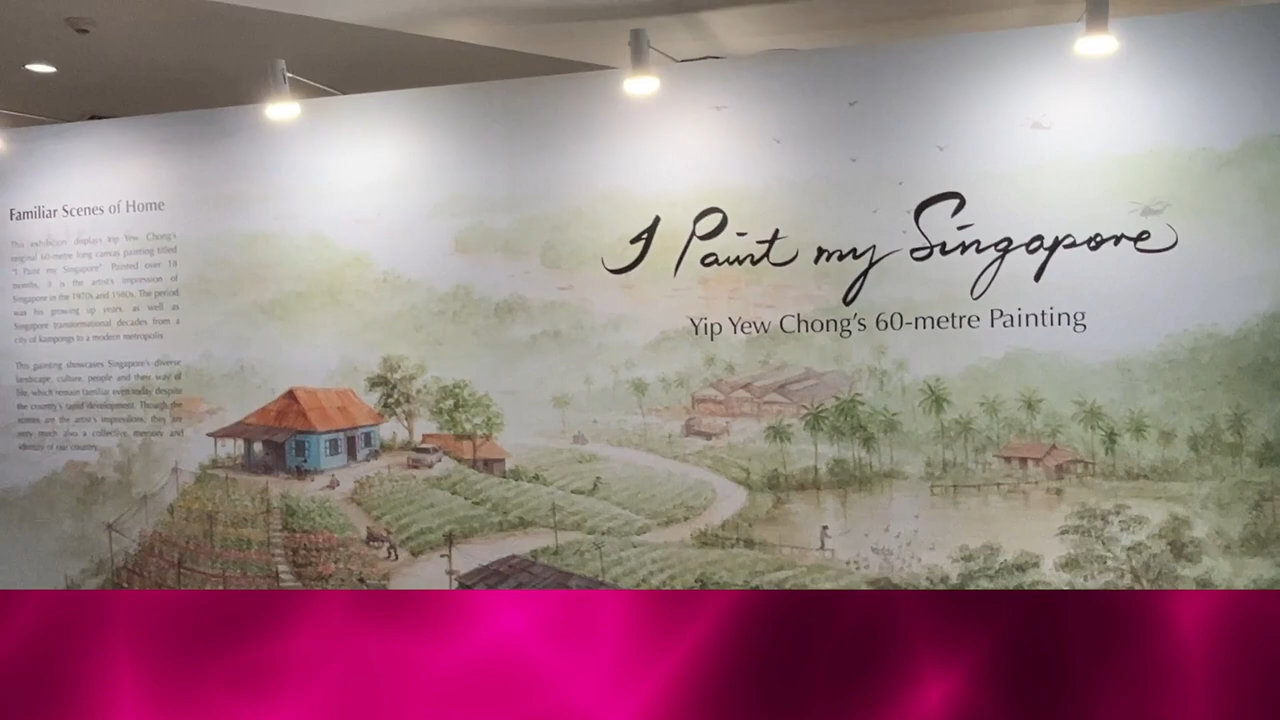 Familiar Scenes of Home
This exhibition displays Yip Yew Chong's
original 60-metre long canvas painting titled
"I Paint my Singapore". Painted over 18
months, it is the artist's impression of
Singapore in the 1970s and 1980s. The period
was his growing up years, as well as
Singapore transformational decades from a
city of kampongs to a modern metropolis.
This painting showcases Singapore's diverse
landscape, culture, people and their way of
life, which remain familiar even today despite
the country's rapid development. Though the
scenes are the artist's impressions, they are
very much also a collective memory and
identity of our country.
I Paint my Singapore
Yip Yew Chong's 60-metre Painting